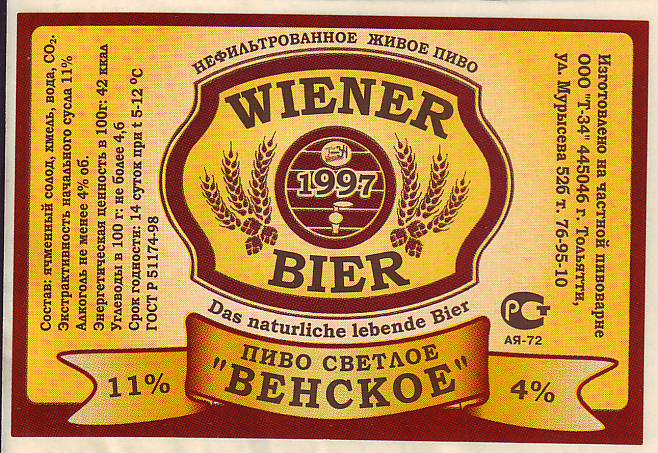 Состав: ячменный солод, хмель, вода, CO₂.
Экстрактивность начального сусла 11%
Алкоголь не менее 4% об.
Энергетическая ценность в 100г: 42 ккал
Углеводы в 100 г: не более 4,6
Срок годности: 14 суток при t 5-12 °C
ГОСТ Р 51174-98
НЕФИЛЬТРОВАННОЕ ЖИВОЕ ПИВО
WIENER
1997
BIER
Das naturliche lebende Bier
ПИВО СВЕТЛОЕ
"ВЕНСКОЕ"
11%
4%
Изготовлено на частной пивоварне
ООО "Т-34" 445046 г. Тольятти,
ул. Мурысева 52б т. 76-95-10
РСТ
АЯ-72